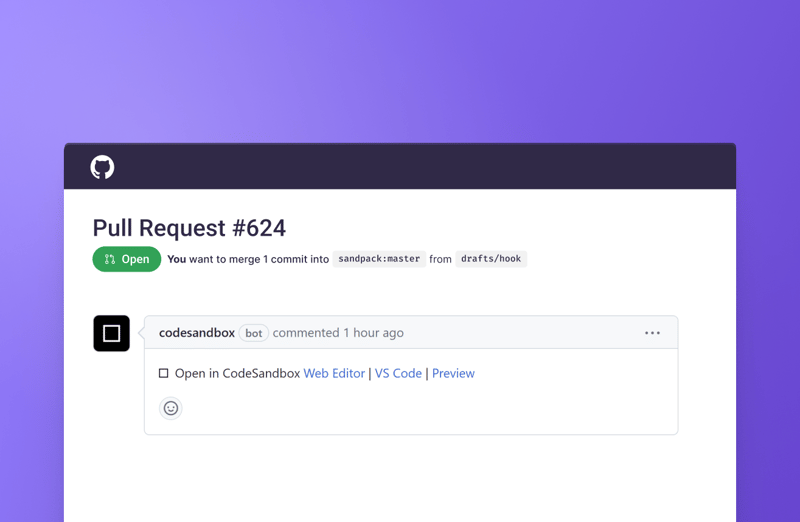 Pull Request #624
Open You want to merge 1 commit into sandpack:master from drafts/hook
codesandbox bot commented 1 hour ago
Open in CodeSandbox Web Editor | VS Code | Preview